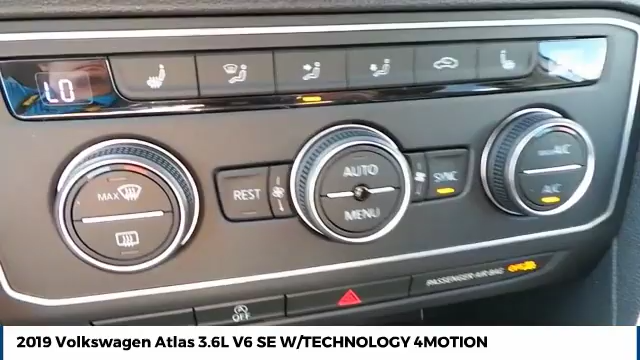 LO
MAX
REST
AUTO
MENU
SYNC
A/C
OFF
PASSENGER AIR BAG
2019 Volkswagen Atlas 3.6L V6 SE W/TECHNOLOGY 4MOTION